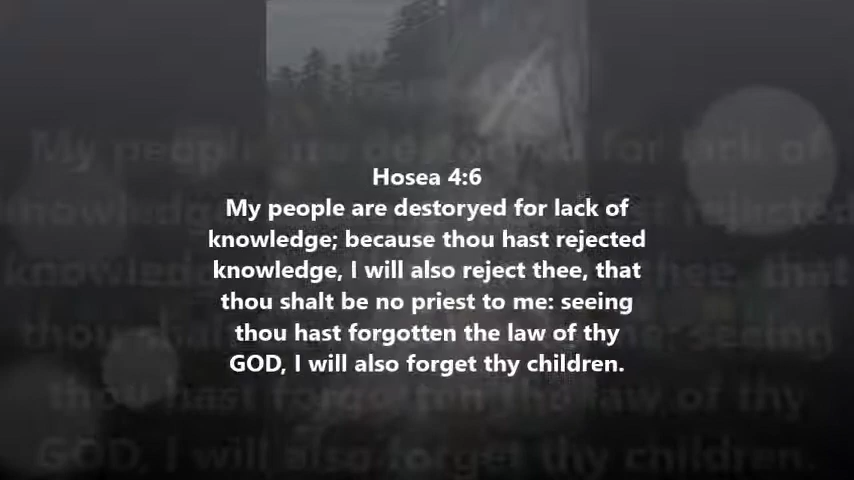 Hosea 4:6
My people are destoryed for lack of
knowledge; because thou hast rejected
knowledge, I will also reject thee, that
thou shalt be no priest to me: seeing
thou hast forgotten the law of thy
GOD, I will also forget thy children.